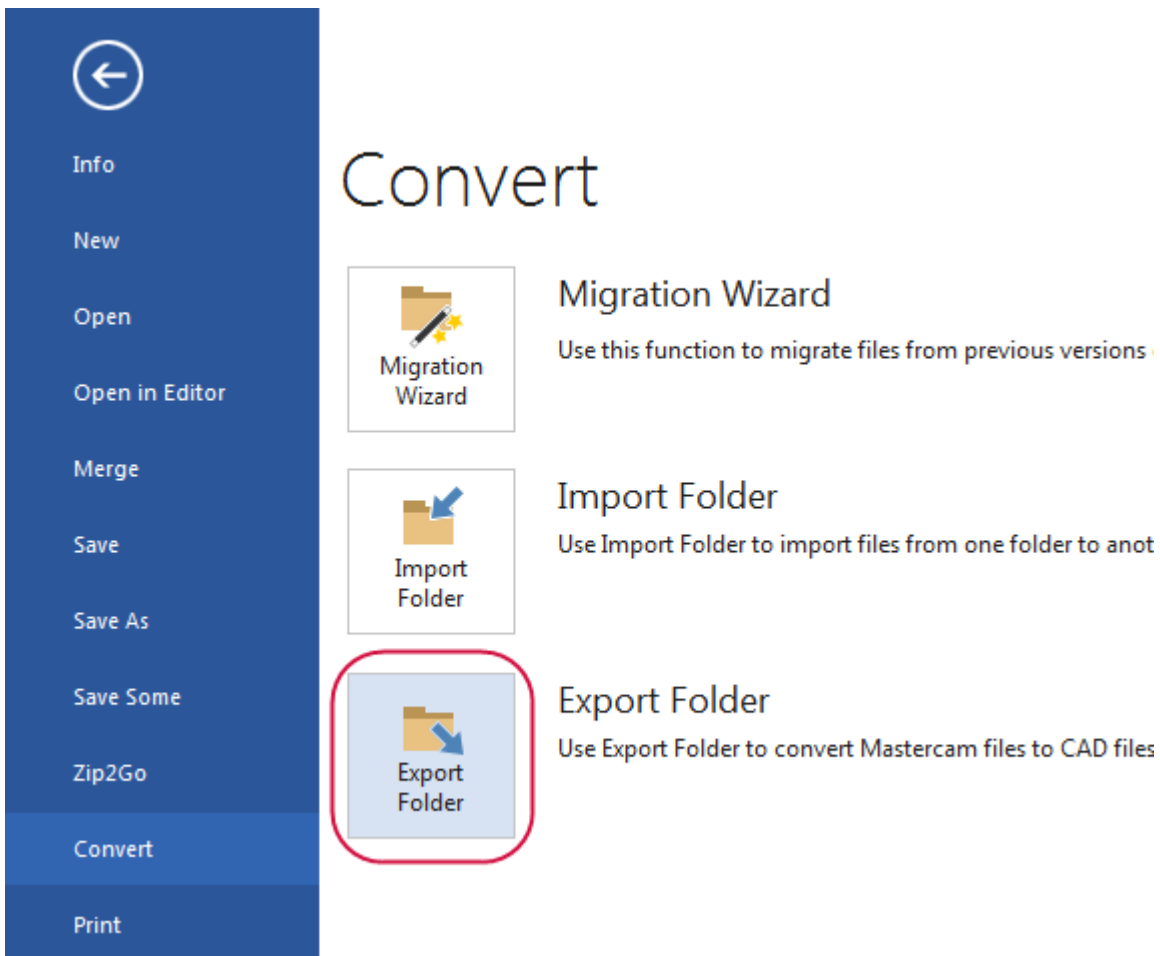 Info
New
Open
Open in Editor
Merge
Save
Save As
Save Some
Zip2Go
Convert
Print
Convert
Migration
Wizard
Migration Wizard
Use this function to migrate files from previous versions
Import
Folder
Import Folder
Use Import Folder to import files from one folder to anot
Export
Folder
Export Folder
Use Export Folder to convert Mastercam files to CAD files